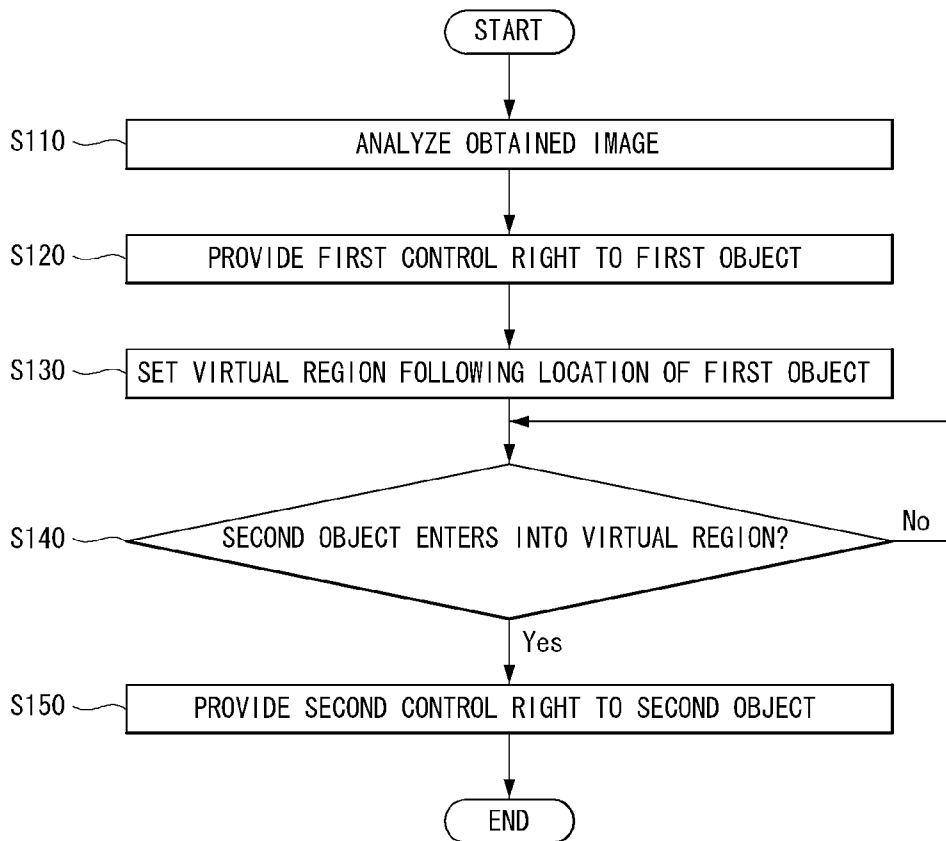 START
S110
ANALYZE OBTAINED IMAGE
S120
PROVIDE FIRST CONTROL RIGHT TO FIRST OBJECT
S130
SET VIRTUAL REGION FOLLOWING LOCATION OF FIRST OBJECT
S140
SECOND OBJECT ENTERS INTO VIRTUAL REGION?
No
Yes
S150
PROVIDE SECOND CONTROL RIGHT TO SECOND OBJECT
END